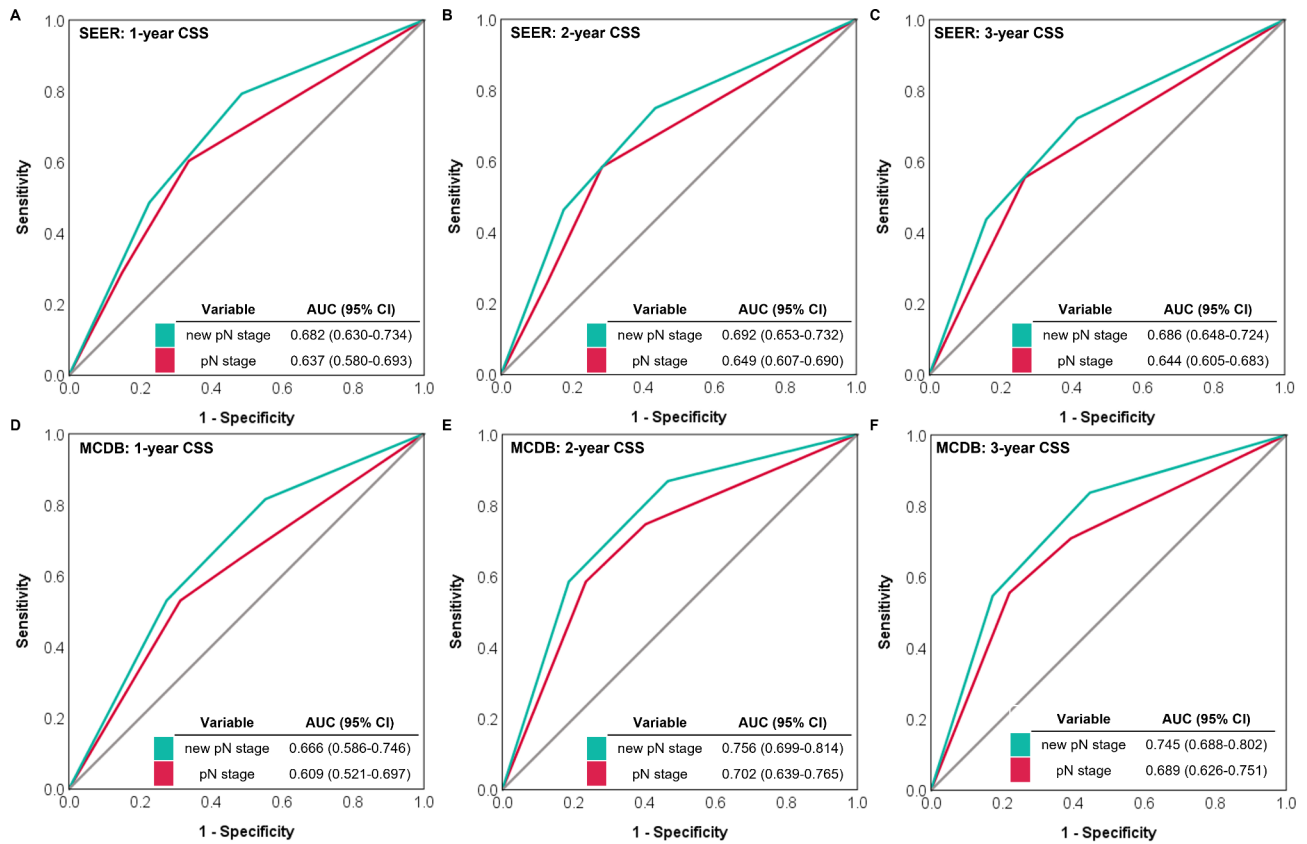 A
SEER: 1-year CSS
Sensitivity
1.0
0.8
0.6
0.4
0.2
0.0
Variable AUC (95% CI)
new pN stage 0.682 (0.630-0.734)
pN stage 0.637 (0.580-0.693)
0.0 0.2 0.4 0.6 0.8 1.0
1 - Specificity
B
SEER: 2-year CSS
Sensitivity
1.0
0.8
0.6
0.4
0.2
0.0
Variable AUC (95% CI)
new pN stage 0.692 (0.653-0.732)
pN stage 0.649 (0.607-0.690)
0.0 0.2 0.4 0.6 0.8 1.0
1 - Specificity
C
SEER: 3-year CSS
Sensitivity
1.0
0.8
0.6
0.4
0.2
0.0
Variable AUC (95% CI)
new pN stage 0.686 (0.648-0.724)
pN stage 0.644 (0.605-0.683)
0.0 0.2 0.4 0.6 0.8 1.0
1 - Specificity
D
MCDB: 1-year CSS
Sensitivity
1.0
0.8
0.6
0.4
0.2
0.0
Variable AUC (95% CI)
new pN stage 0.666 (0.586-0.746)
pN stage 0.609 (0.521-0.697)
0.0 0.2 0.4 0.6 0.8 1.0
1 - Specificity
E
MCDB: 2-year CSS
Sensitivity
1.0
0.8
0.6
0.4
0.2
0.0
Variable AUC (95% CI)
new pN stage 0.756 (0.699-0.814)
pN stage 0.702 (0.639-0.765)
0.0 0.2 0.4 0.6 0.8 1.0
1 - Specificity
F
MCDB: 3-year CSS
Sensitivity
1.0
0.8
0.6
0.4
0.2
0.0
Variable AUC (95% CI)
new pN stage 0.745 (0.688-0.802)
pN stage 0.689 (0.626-0.751)
0.0 0.2 0.4 0.6 0.8 1.0
1 - Specificity